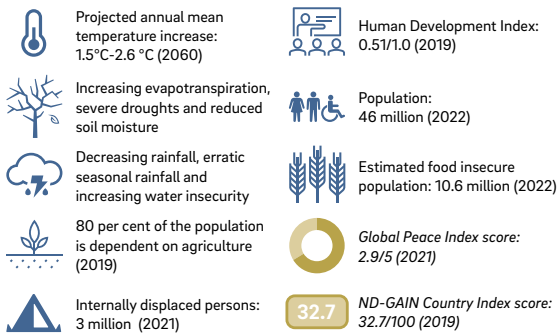 Projected annual mean
temperature increase:
1.5°C-2.6 °C (2060)
Increasing evapotranspiration,
severe droughts and reduced
soil moisture
Decreasing rainfall, erratic
seasonal rainfall and
increasing water insecurity
80 per cent of the population
is dependent on agriculture
(2019)
Internally displaced persons:
3 million (2021)
Human Development Index:
0.51/1.0 (2019)
Population:
46 million (2022)
Estimated food insecure
population: 10.6 million (2022)
Global Peace Index score:
2.9/5 (2021)
32.7
ND-GAIN Country Index score:
32.7/100 (2019)